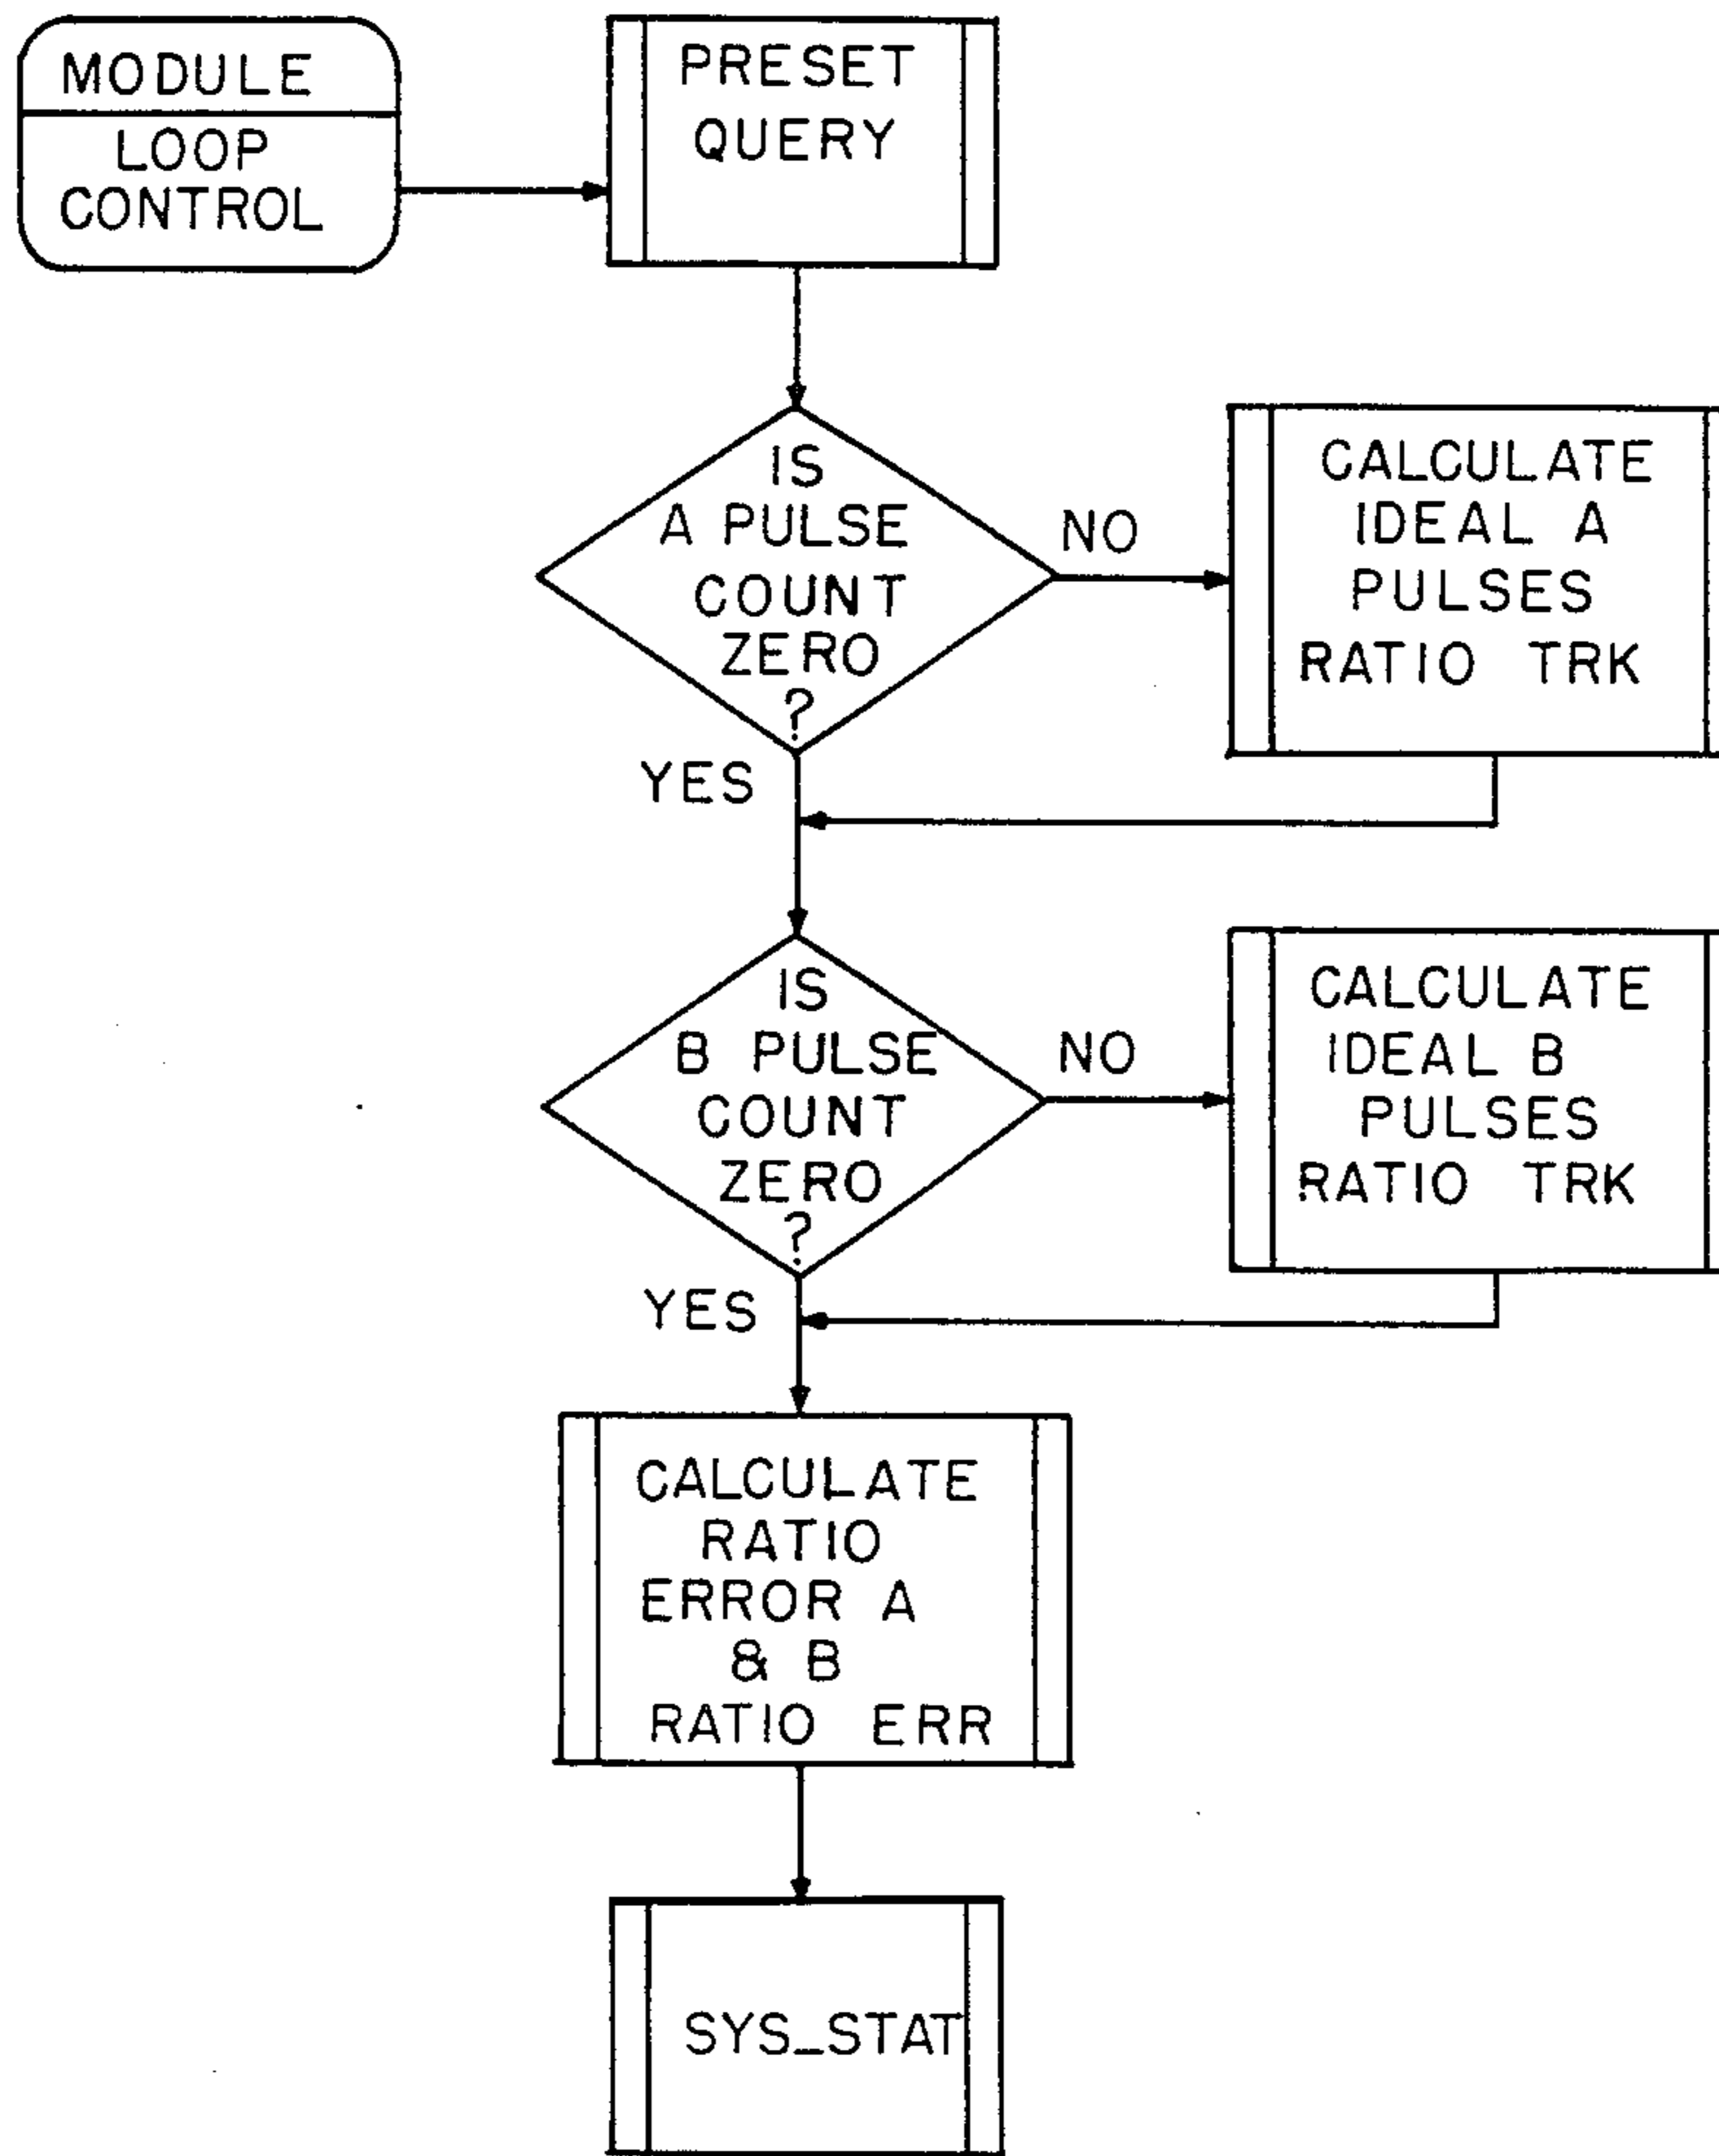 MODULE
LOOP
CONTROL
PRESET
QUERY
IS
A PULSE
COUNT
ZERO
?
NO
CALCULATE
IDEAL A
PULSES
RATIO TRK
YES
IS
B PULSE
COUNT
ZERO
?
NO
CALCULATE
IDEAL B
PULSES
RATIO TRK
YES
CALCULATE
RATIO
ERROR A
& B
RATIO ERR
SYS_STAT